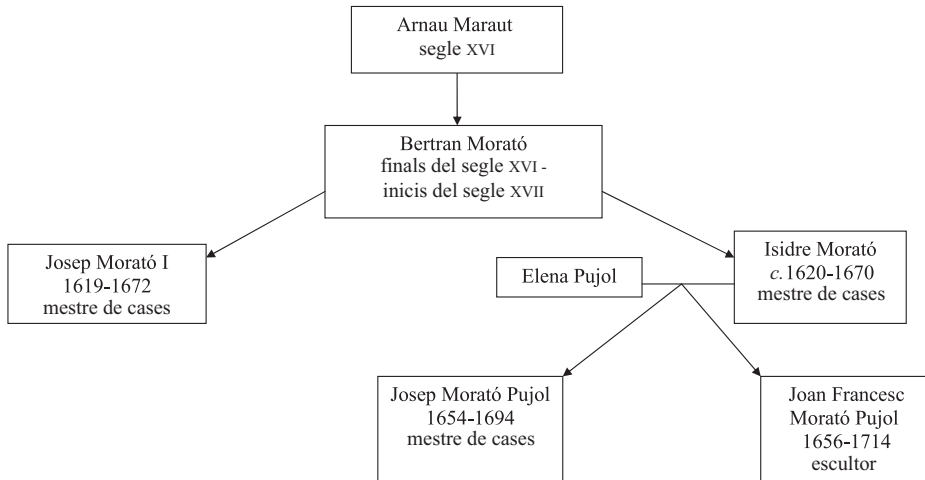 Arnau Maraut
segle XVI
Bertran Morató
finals del segle XVI -
inicis del segle XVII
Josep Morató I
1619-1672
mestre de cases
Elena Pujol
Isidre Morató
c. 1620-1670
mestre de cases
Josep Morató Pujol
1654-1694
mestre de cases
Joan Francesc
Morató Pujol
1656-1714
escultor